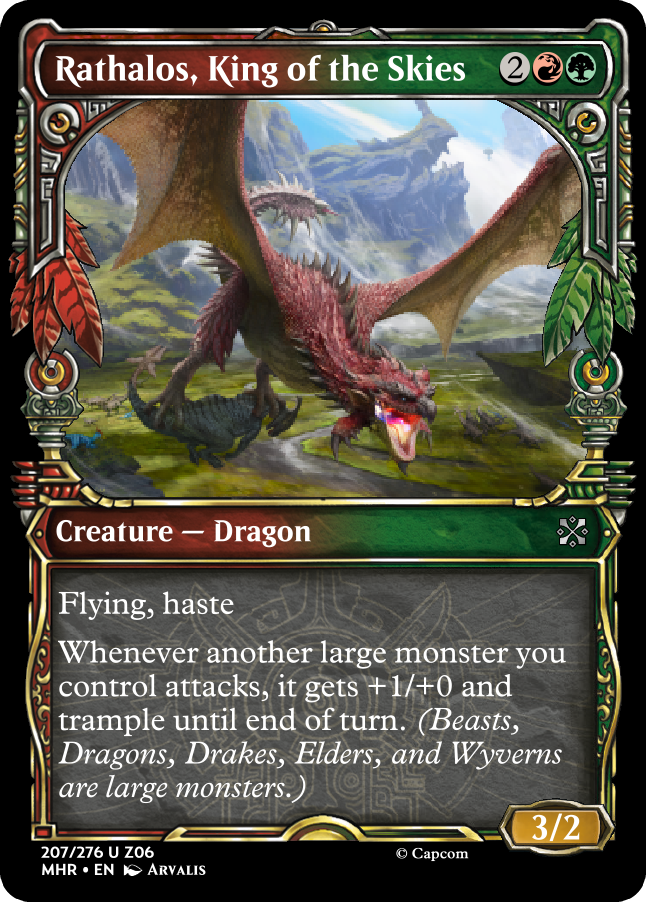 Rathalos, King of the Skies 2
Creature — Dragon
Flying, haste
Whenever another large monster you
control attacks, it gets +1/+0 and
trample until end of turn. (Beasts,
Dragons, Drakes, Elders, and Wyverns
are large monsters.)
3/2
207/276 U Z06
© Capcom
MHR • EN Arvalis